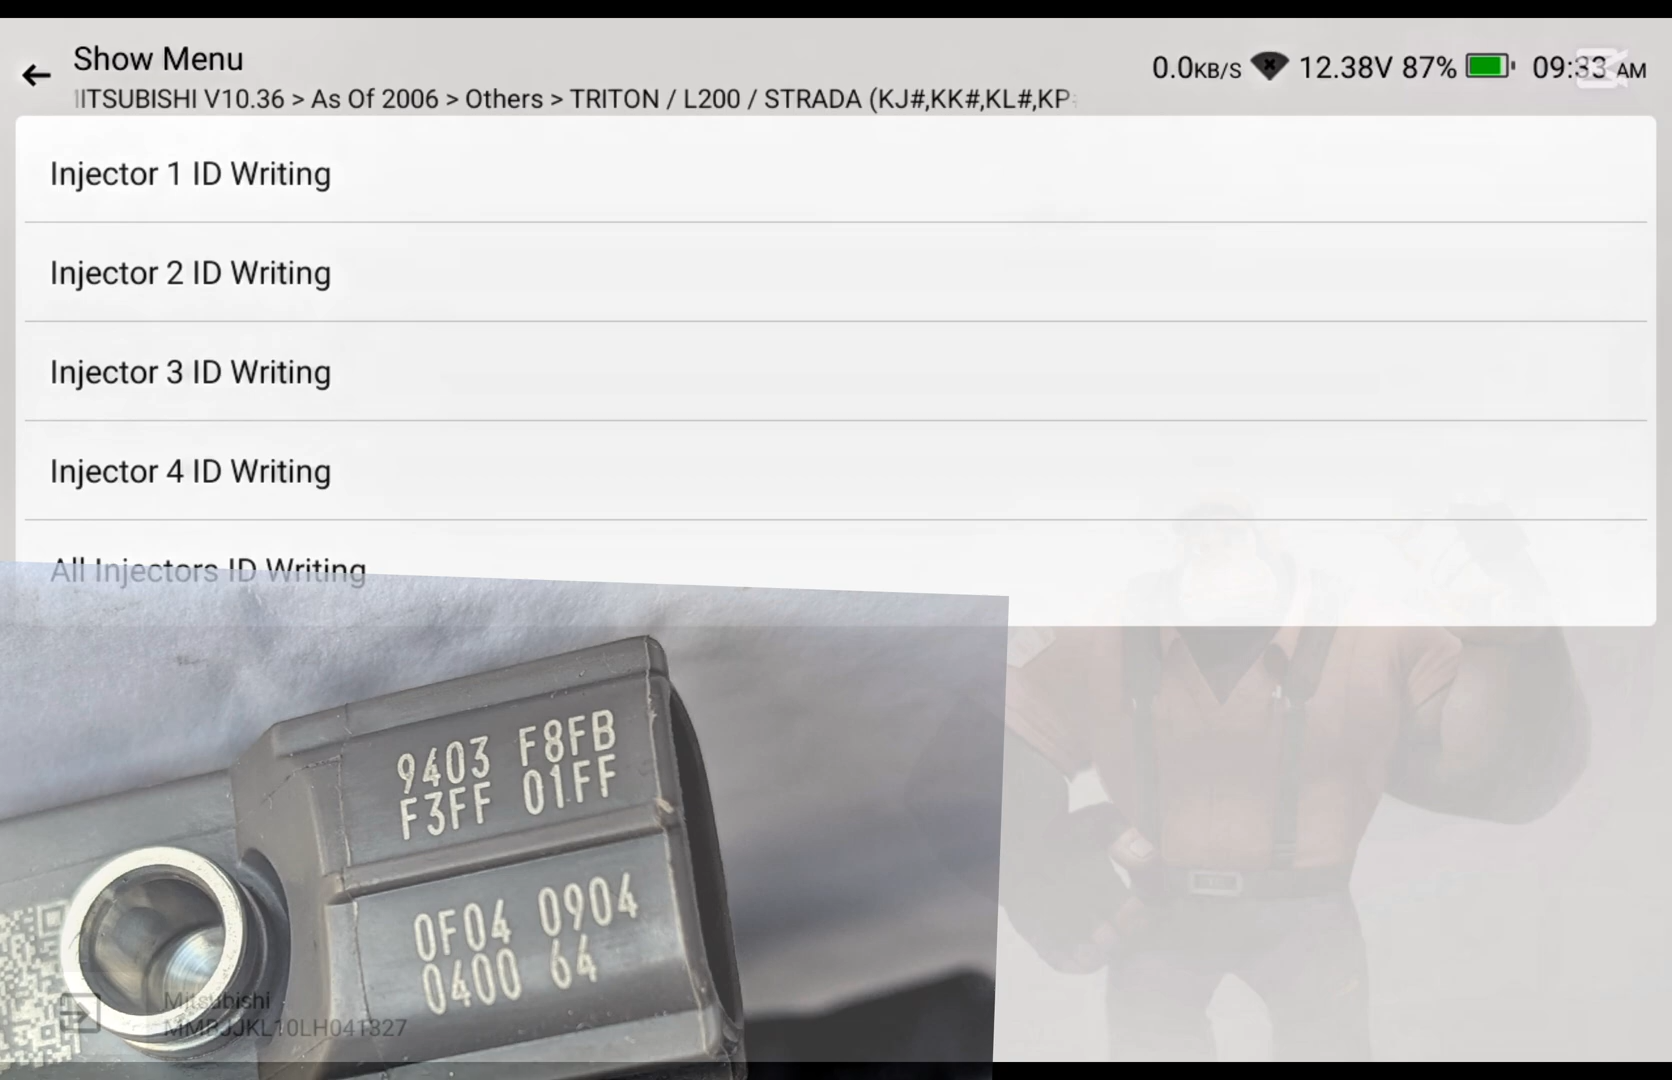 Show Menu
MITSUBISHI V10.36 > As Of 2006 > Others > TRITON / L200 / STRADA (KJ#,KK#,KL#,KP
0.0KB/S 12.38V 87% 09:33 AM
Injector 1 ID Writing
Injector 2 ID Writing
Injector 3 ID Writing
Injector 4 ID Writing
All Injectors ID Writing
9403 F8FB
F3FF 01FF
0F04 0904
0400 64
Mitsubishi
MMBJJKL10LH041327